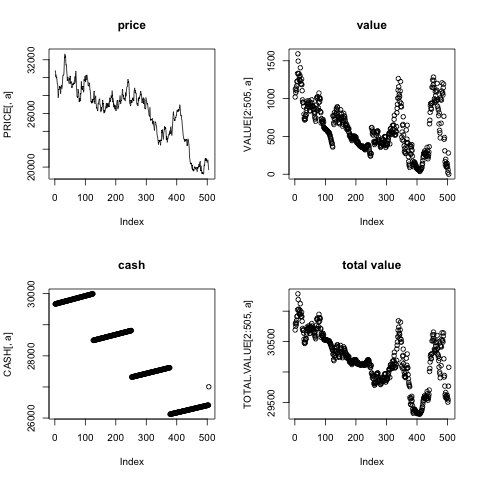 price
PRICE[, a]
20000 23000 26000 29000 32000
0 100 200 300 400 500
Index
value
VALUE[2:505, a]
0 500 1000 1500
0 100 200 300 400 500
Index
cash
CASH[, a]
26000 28000 30000
0 100 200 300 400 500
Index
total value
TOTAL.VALUE[2:505, a]
29500 30500
0 100 200 300 400 500
Index